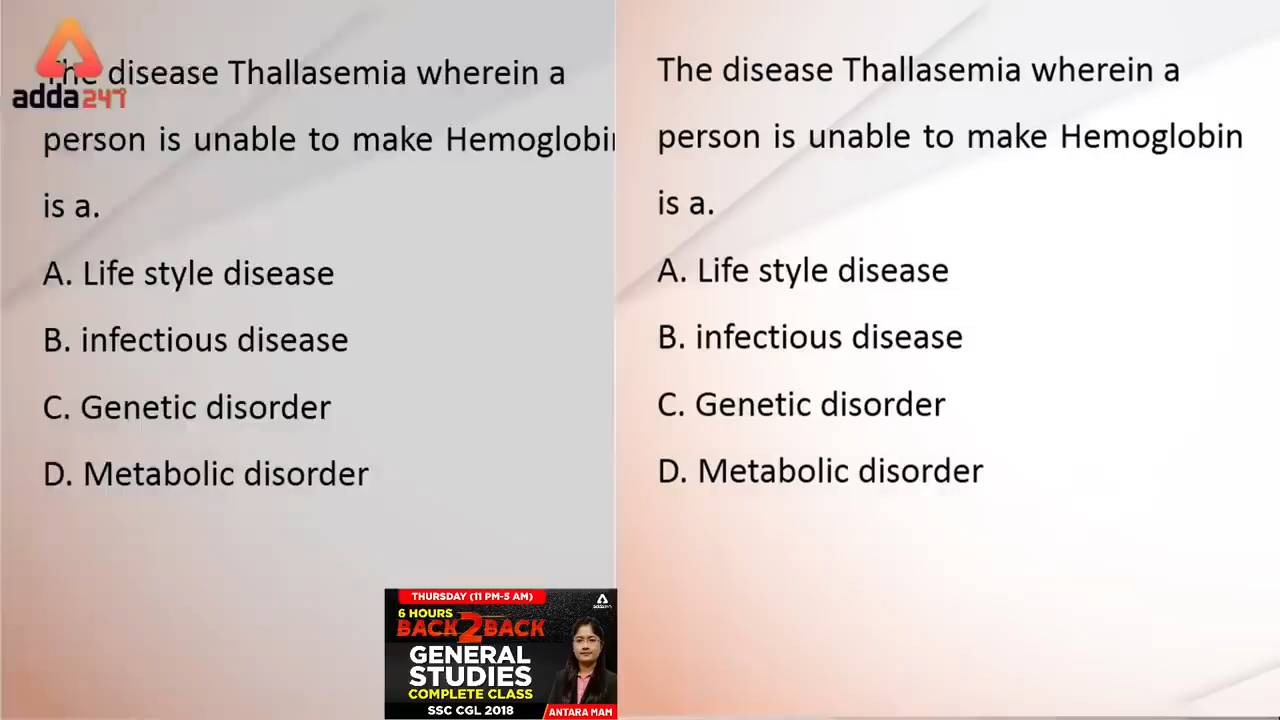 The disease Thallasemia wherein a
person is unable to make Hemoglobin
is a.
A. Life style disease
B. infectious disease
C. Genetic disorder
D. Metabolic disorder
adda247
The disease Thallasemia wherein a
person is unable to make Hemoglobin
is a.
A. Life style disease
B. infectious disease
C. Genetic disorder
D. Metabolic disorder
THURSDAY (11 PM-5 AM)
adda247
6 HOURS
BACK2BACK
GENERAL
STUDIES
COMPLETE CLASS
SSC CGL 2018
ANTARA MAM